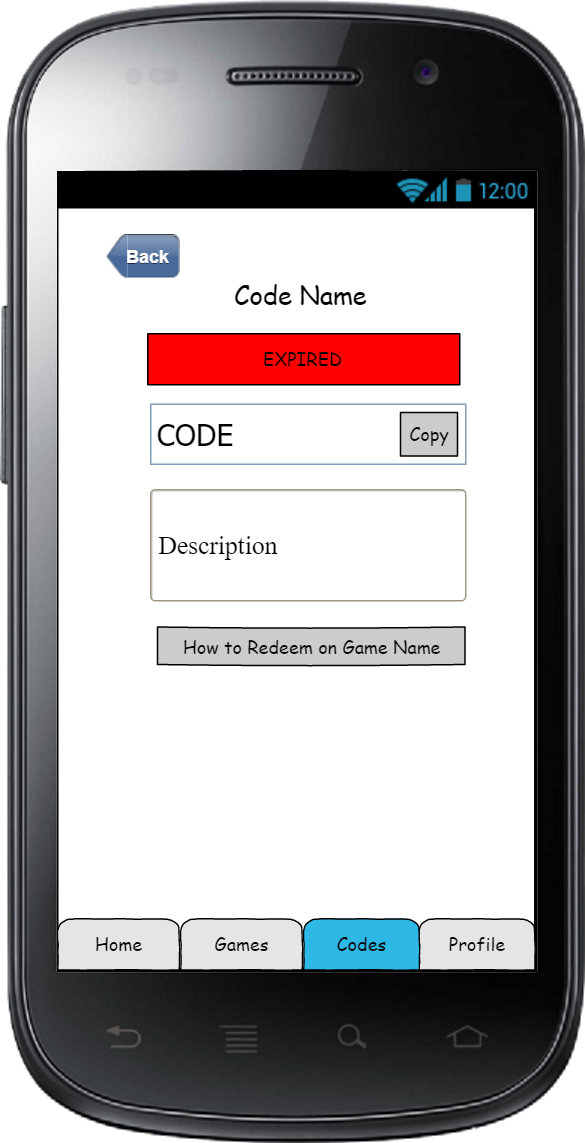 12:00
Back
Code Name
EXPIRED
CODE
Copy
Description
How to Redeem on Game Name
Home
Games
Codes
Profile